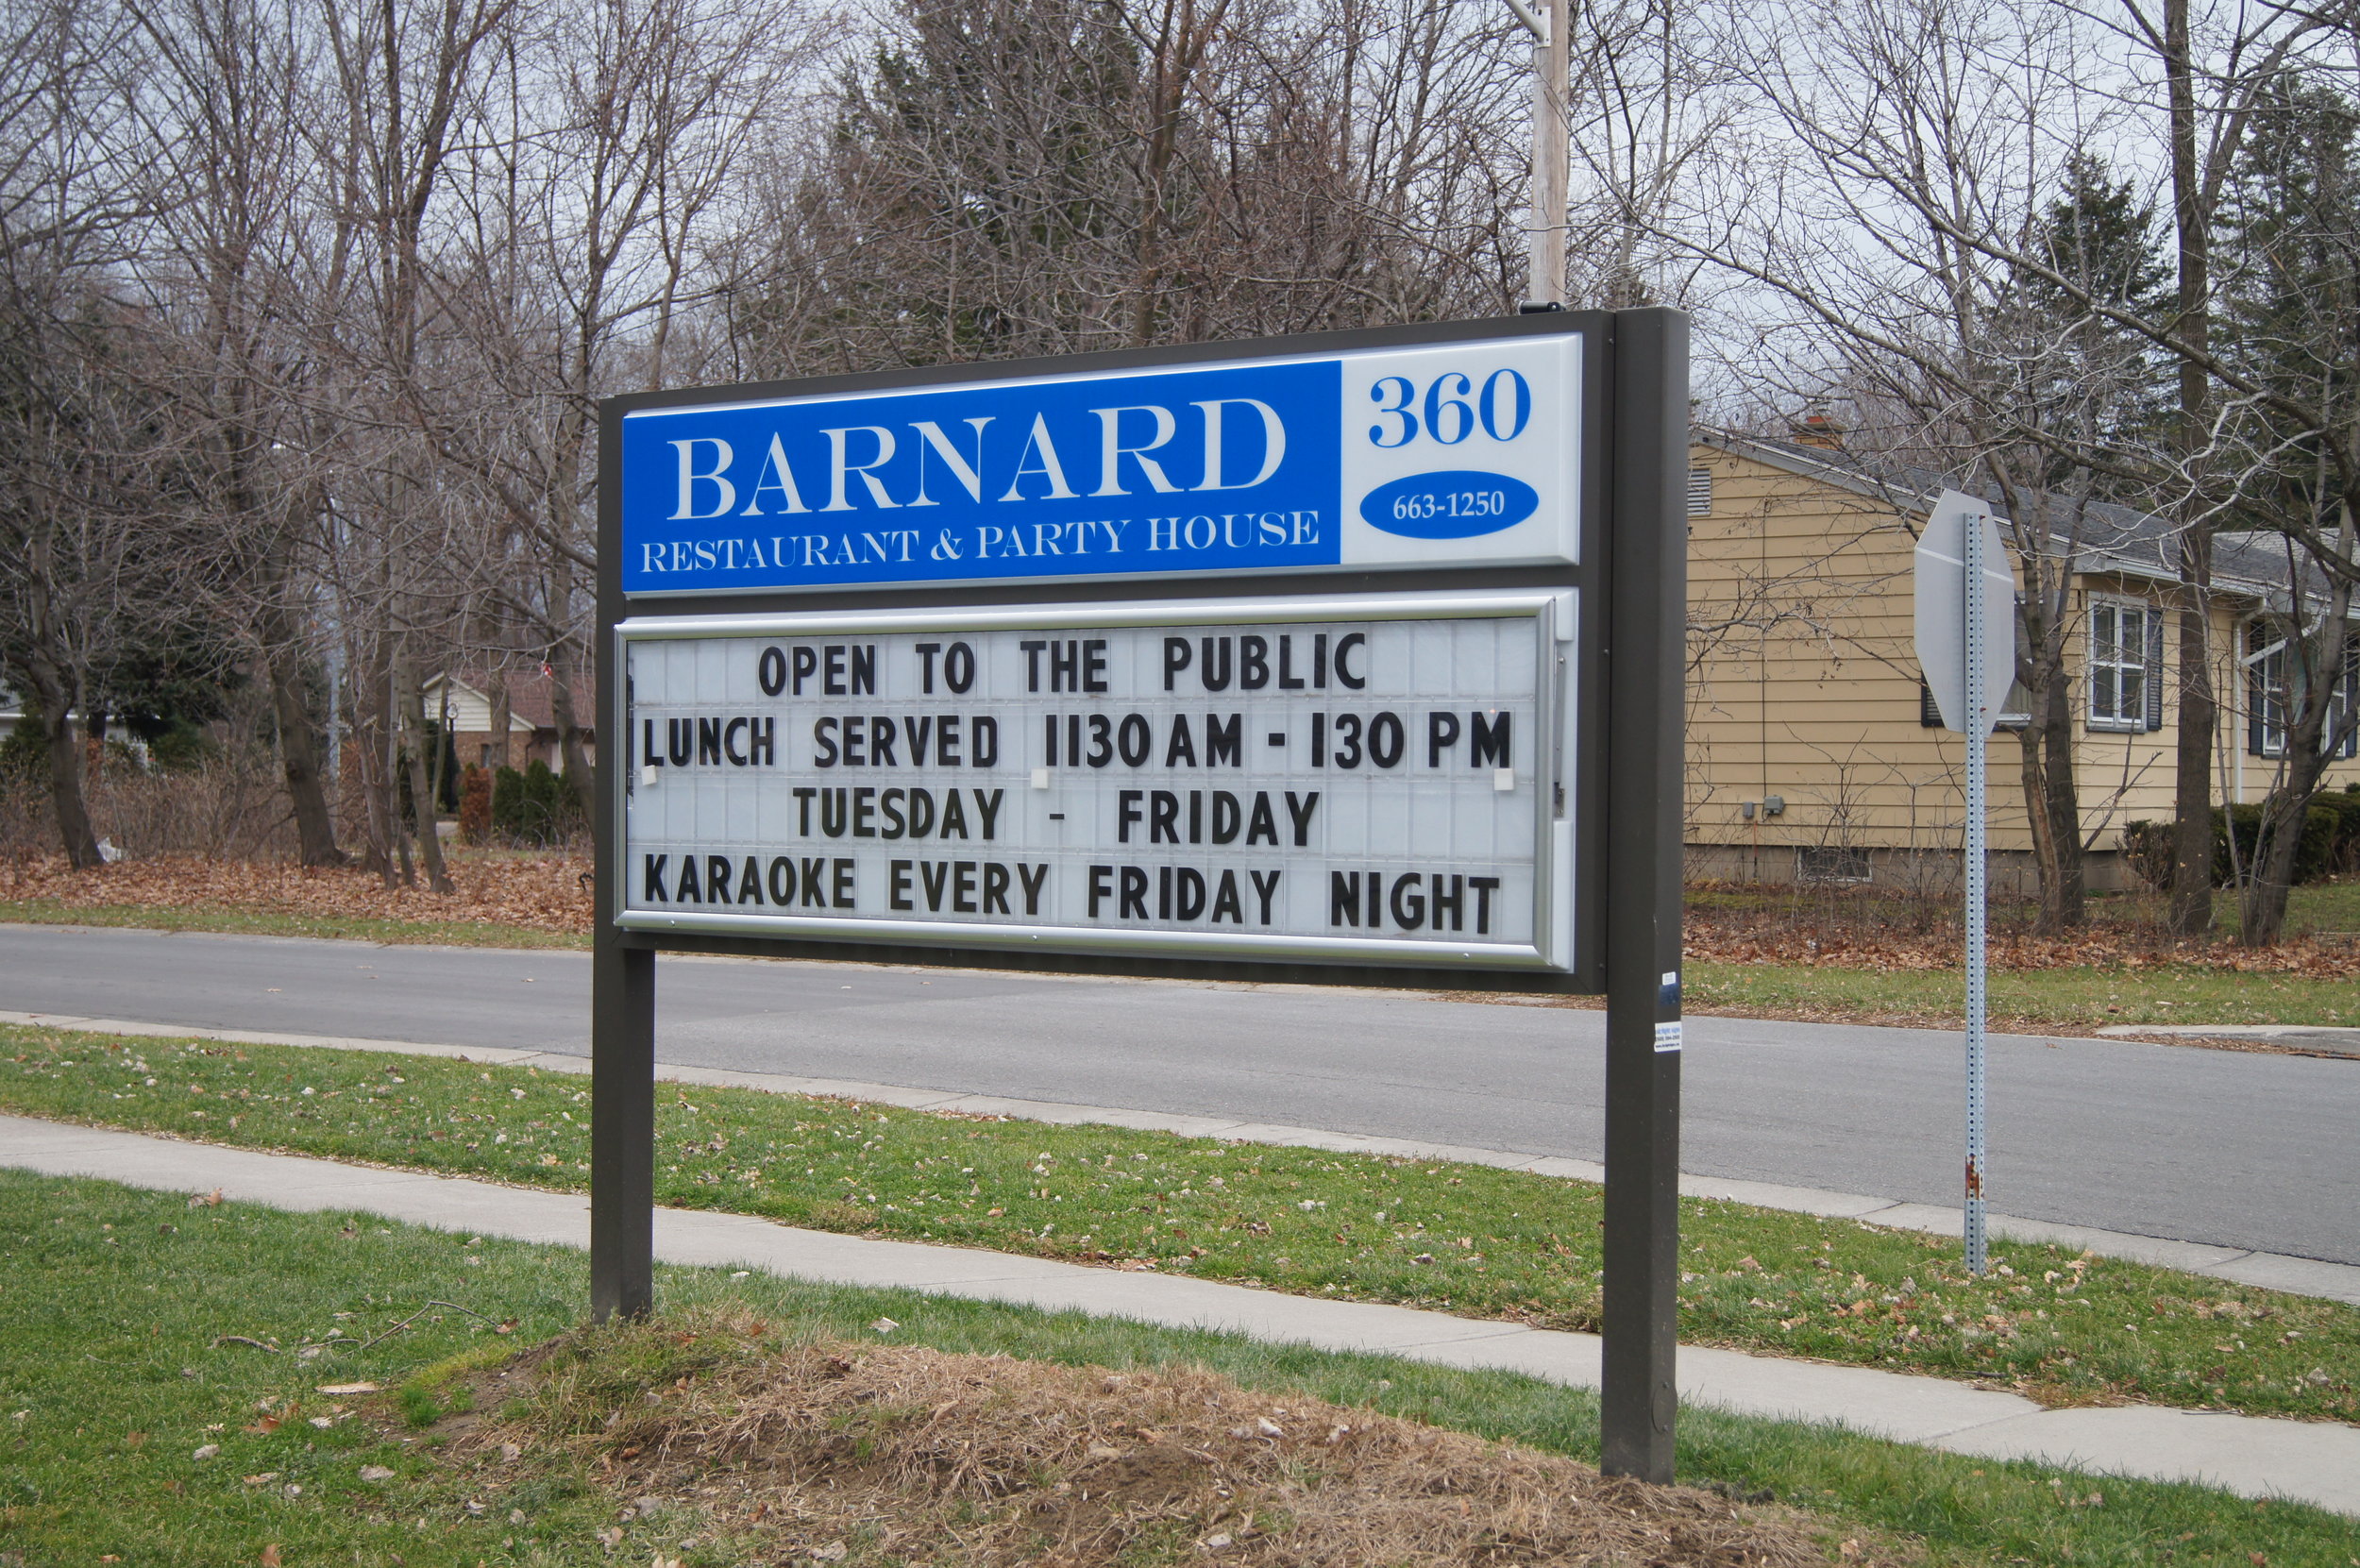 BARNARD
RESTAURANT & PARTY HOUSE
360
663-1250
OPEN TO THE PUBLIC
LUNCH SERVED 1130 AM - 130 PM
TUESDAY - FRIDAY
KARAOKE EVERY FRIDAY NIGHT